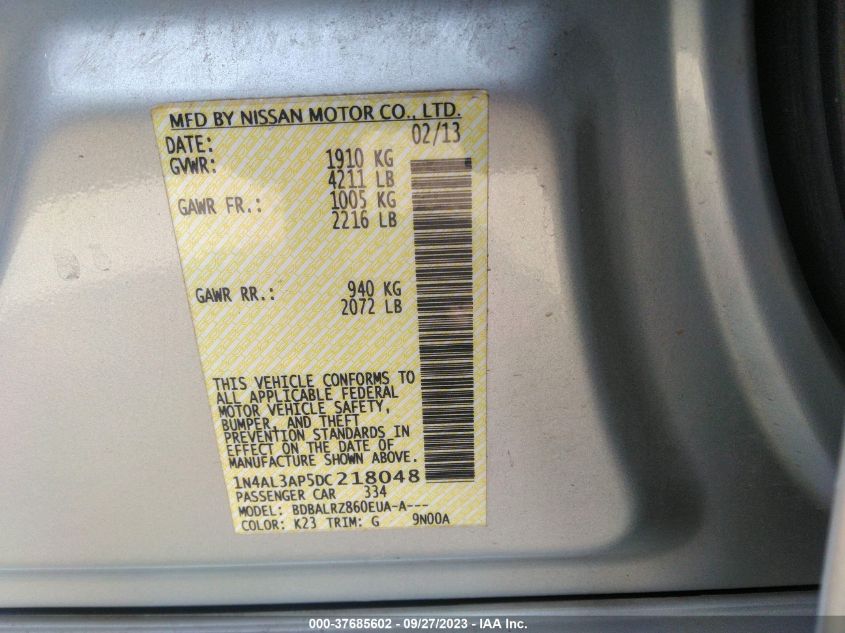 MFD BY NISSAN MOTOR CO., LTD.
DATE: 02/13
GVWR: 1910 KG
4211 LB
GAWR FR.: 1005 KG
2216 LB
GAWR RR.: 940 KG
2072 LB
THIS VEHICLE CONFORMS TO
ALL APPLICABLE FEDERAL
MOTOR VEHICLE SAFETY,
BUMPER, AND THEFT
PREVENTION STANDARDS IN
EFFECT ON THE DATE OF
MANUFACTURE SHOWN ABOVE.
1N4AL3AP5DC218048
PASSENGER CAR 334
MODEL: BDBALRZ860EUA-A---
COLOR: K23 TRIM: G 9N00A
000-37685602 - 09/27/2023 - IAA Inc.